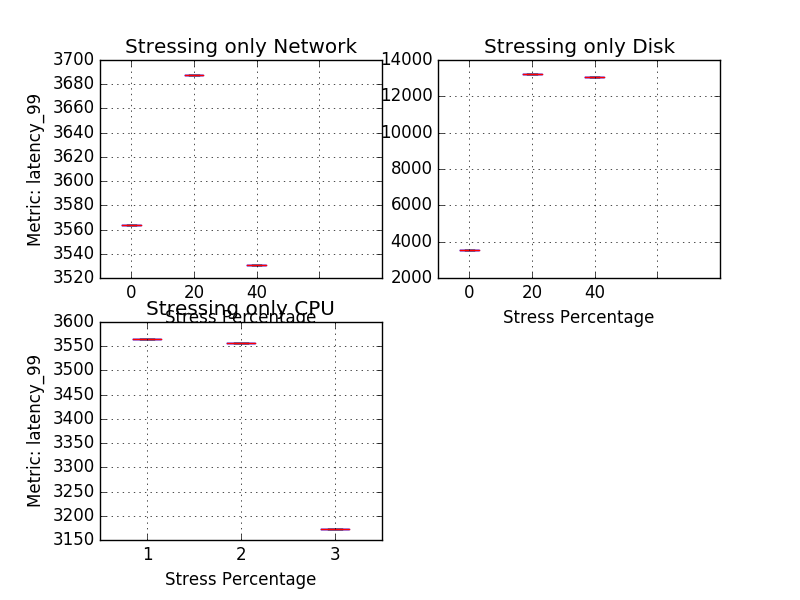 Stressing only Network
Metric: latency_99
3700
3680
3660
3640
3620
3600
3580
3560
3540
3520
0 20 40
Stress Percentage
Stressing only Disk
14000
12000
10000
8000
6000
4000
2000
0 20 40
Stress Percentage
Stressing only CPU
Metric: latency_99
3600
3550
3500
3450
3400
3350
3300
3250
3200
3150
1 2 3
Stress Percentage